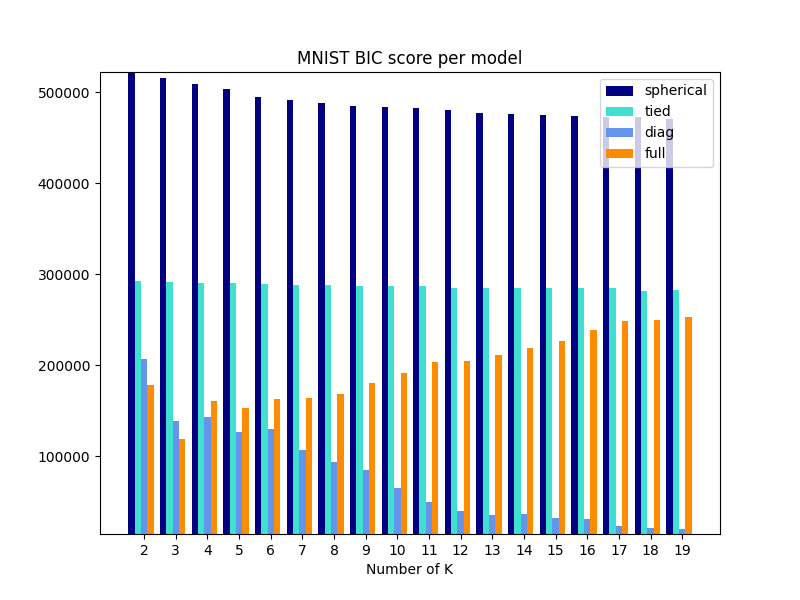 MNIST BIC score per model
500000
400000
300000
200000
100000
spherical
tied
diag
full
2 3 4 5 6 7 8 9 10 11 12 13 14 15 16 17 18 19
Number of K